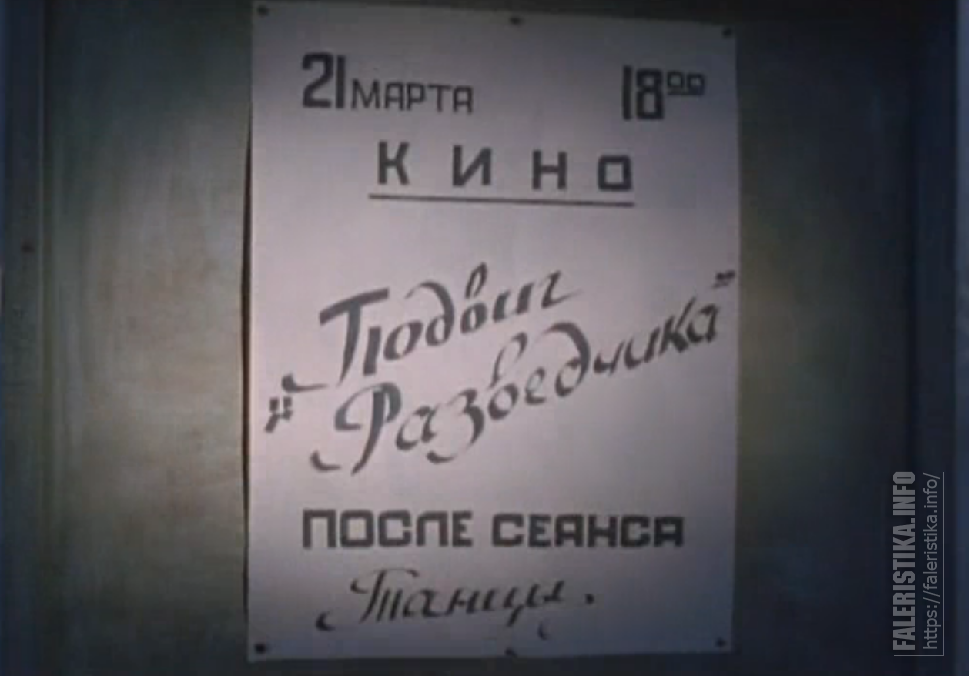 21 МАРТА 18⁰⁰
КИНО
„Подвиг
Разведчика”
ПОСЛЕ СЕАНСА
Танцы.
FALERISTIKA.INFO
https://faleristika.info/